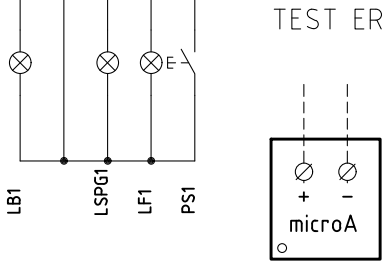 TEST ER
LB1
LSPG1
LF1
PS1
+ −
microA